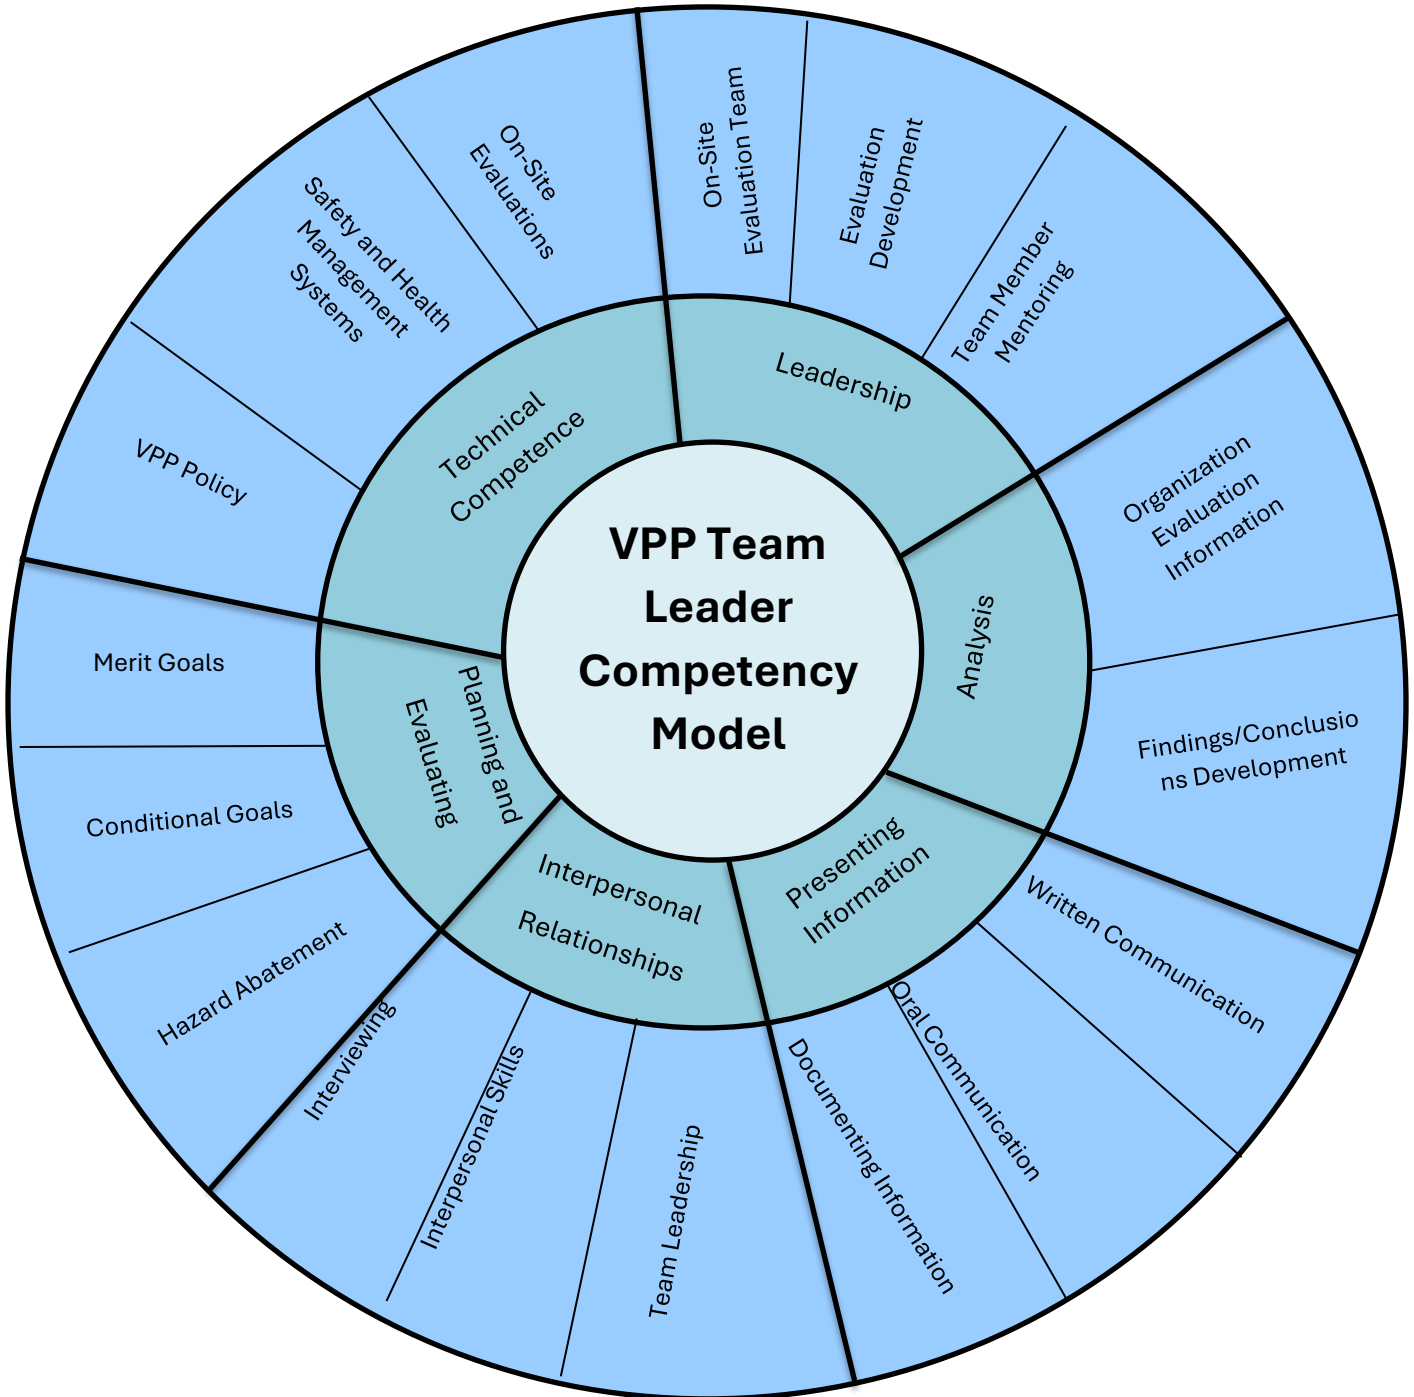 VPP Team
Leader
Competency
Model
Leadership
On-Site
Evaluation Team
Evaluation
Development
Team Member
Mentoring
Analysis
Organization
Evaluation
Information
Findings/Conclusio
ns Development
Presenting
Information
Written Communication
Oral Communication
Documenting Information
Interpersonal
Relationships
Team Leadership
Interpersonal Skills
Interviewing
Planning and
Evaluating
Hazard Abatement
Conditional Goals
Merit Goals
Technical
Competence
VPP Policy
Safety and Health
Management
Systems
On-Site
Evaluations